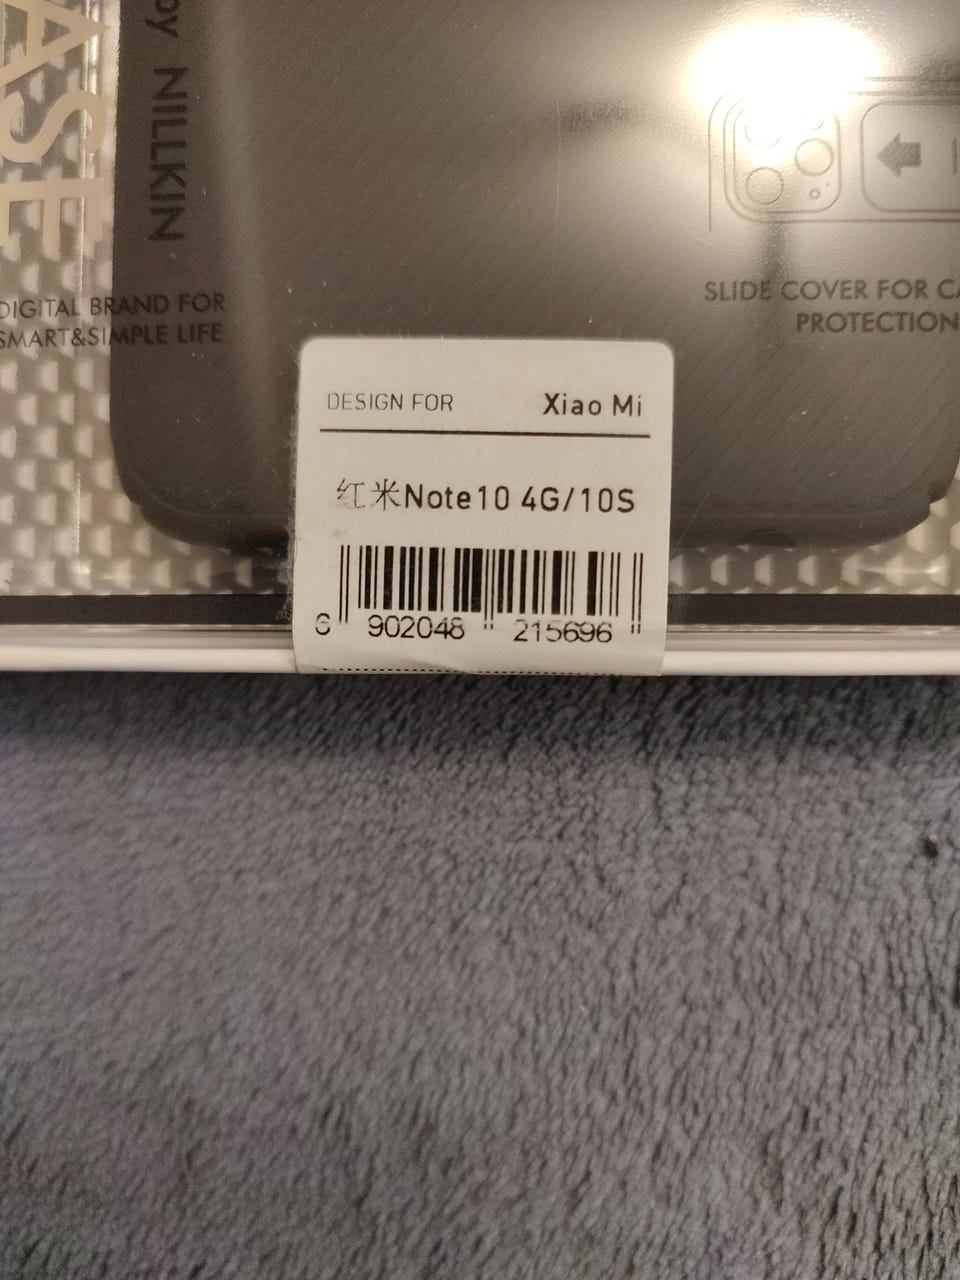 ASE
by NILLKIN
DIGITAL BRAND FOR
SMART&SIMPLE LIFE
SLIDE COVER FOR
PROTECTION
DESIGN FOR Xiao Mi
红米Note10 4G/10S
6 902048 215696